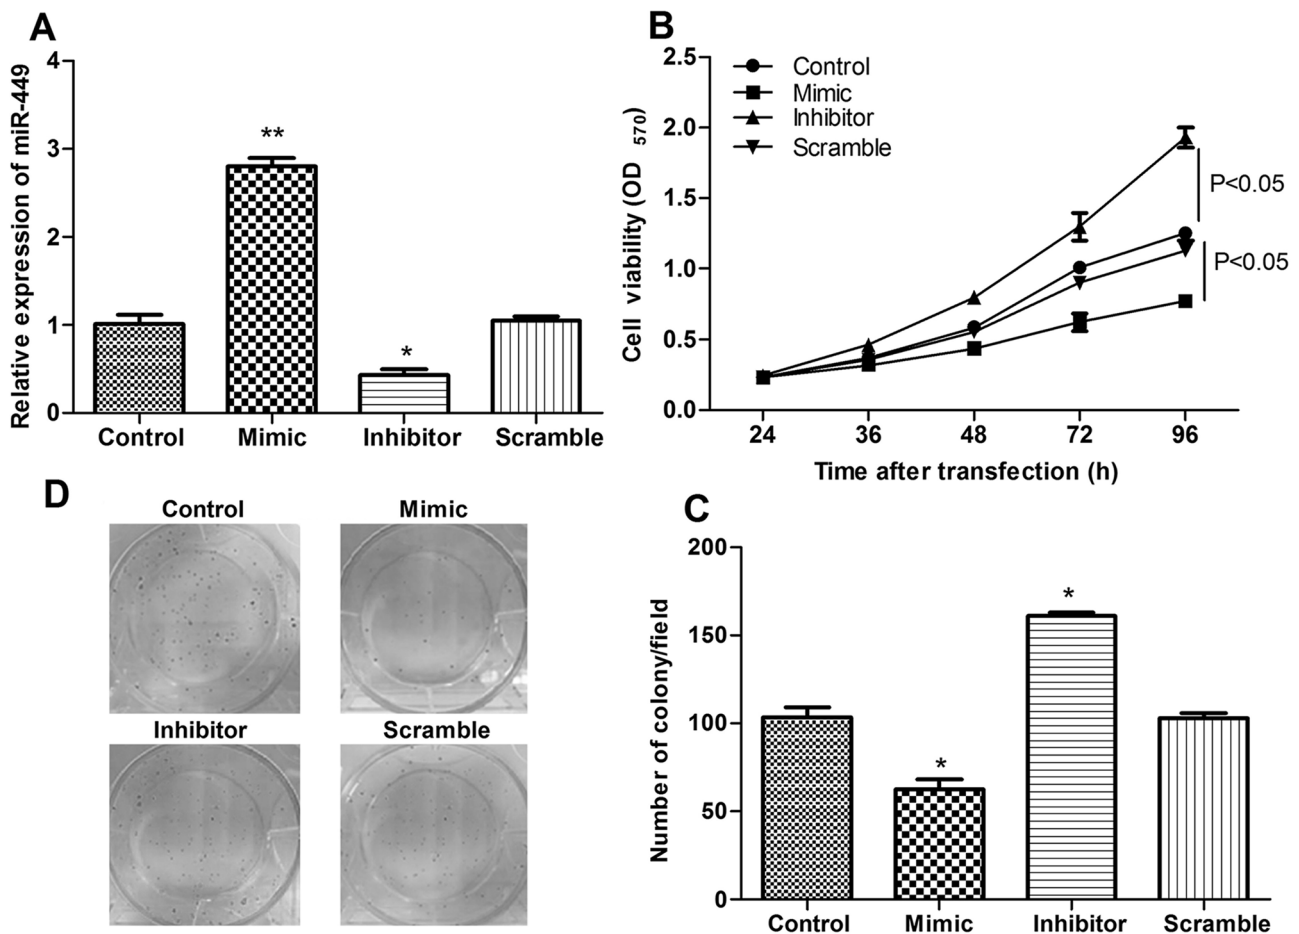 A
Relative expression of miR-449
4
3
2
1
0
**
*
Control
Mimic
Inhibitor
Scramble
B
Cell viability (OD 570)
2.5
2.0
1.5
1.0
0.5
0.0
Control
Mimic
Inhibitor
Scramble
P<0.05
P<0.05
24
36
48
72
96
Time after transfection (h)
D
Control
Mimic
Inhibitor
Scramble
C
Number of colony/field
200
150
100
50
0
*
*
Control
Mimic
Inhibitor
Scramble